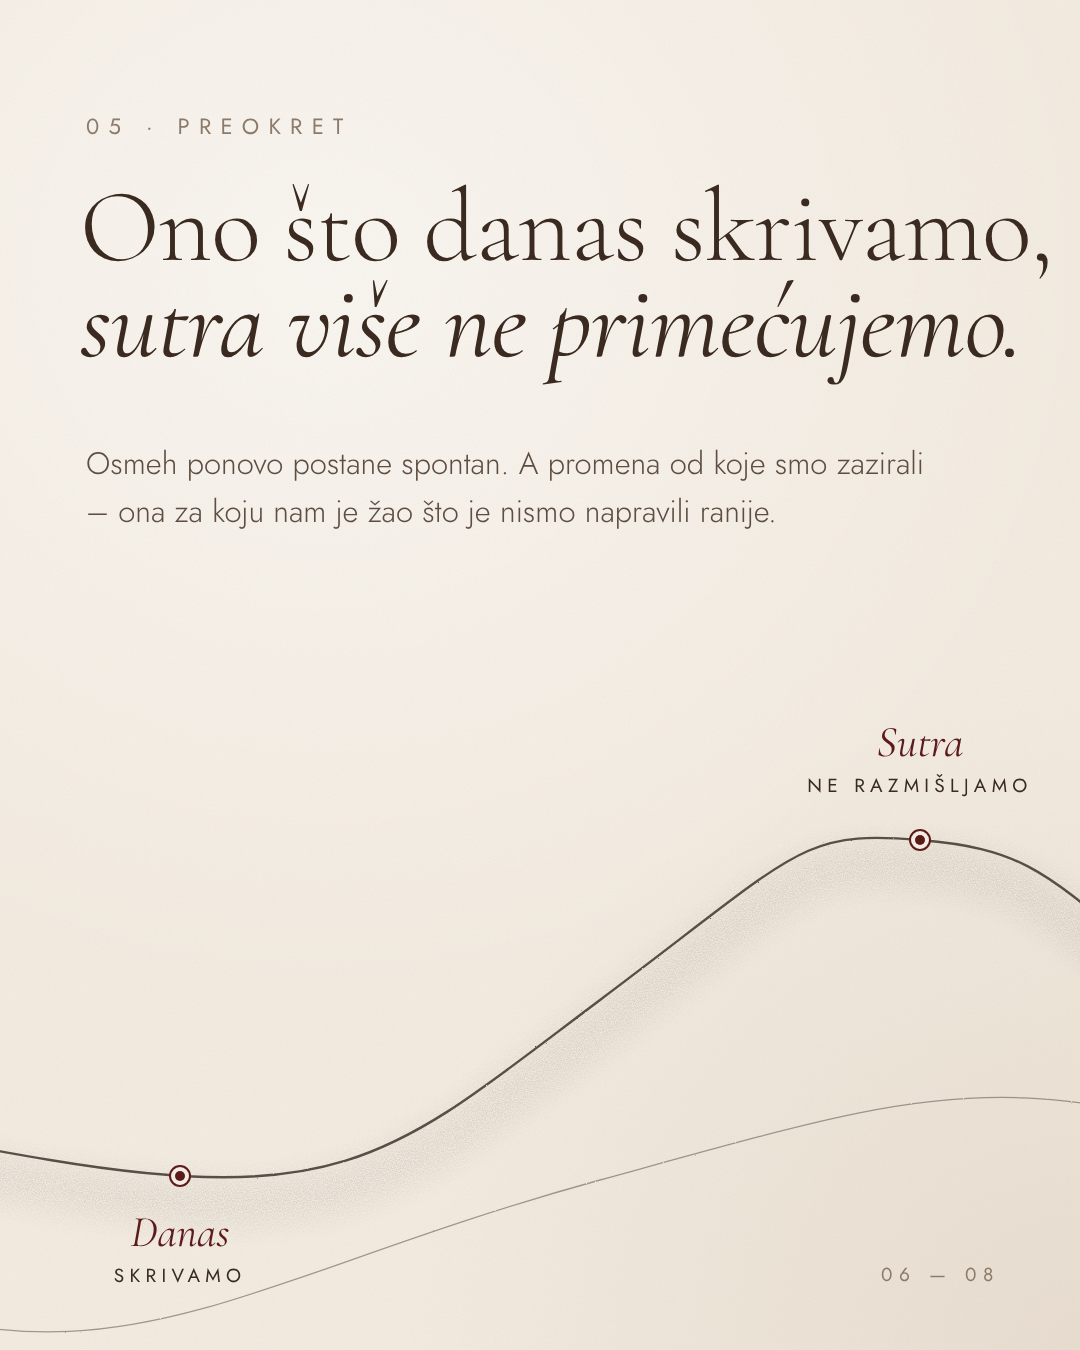 05 · PREOKRET
Ono što danas skrivamo,
sutra više ne primećujemo.
Osmeh ponovo postane spontan. A promena od koje smo zazirali
– ona za koju nam je žao što je nismo napravili ranije.
Sutra
NE RAZMIŠLJAMO
Danas
SKRIVAMO
06 — 08